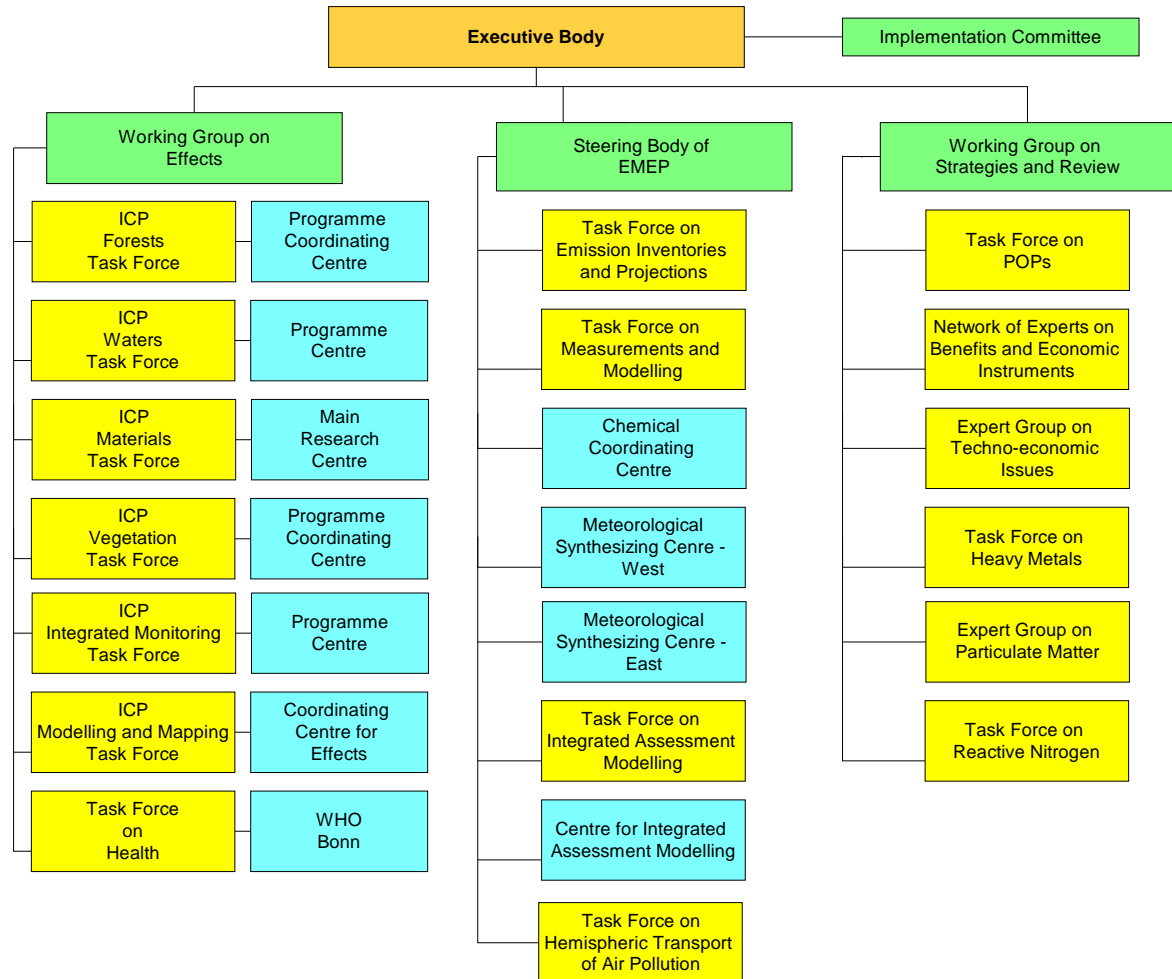 Executive Body
Implementation Committee
Working Group on
Effects
ICP
Forests
Task Force
Programme
Coordinating
Centre
ICP
Waters
Task Force
Programme
Centre
ICP
Materials
Task Force
Main
Research
Centre
ICP
Vegetation
Task Force
Programme
Coordinating
Centre
ICP
Integrated Monitoring
Task Force
Programme
Centre
ICP
Modelling and Mapping
Task Force
Coordinating
Centre for
Effects
Task Force
on
Health
WHO
Bonn
Steering Body of
EMEP
Task Force on
Emission Inventories
and Projections
Task Force on
Measurements and
Modelling
Chemical
Coordinating
Centre
Meteorological
Synthesizing Cenre -
West
Meteorological
Synthesizing Cenre -
East
Task Force on
Integrated Assessment
Modelling
Centre for Integrated
Assessment Modelling
Task Force on
Hemispheric Transport
of Air Pollution
Working Group on
Strategies and Review
Task Force on
POPs
Network of Experts on
Benefits and Economic
Instruments
Expert Group on
Techno-economic
Issues
Task Force on
Heavy Metals
Expert Group on
Particulate Matter
Task Force on
Reactive Nitrogen